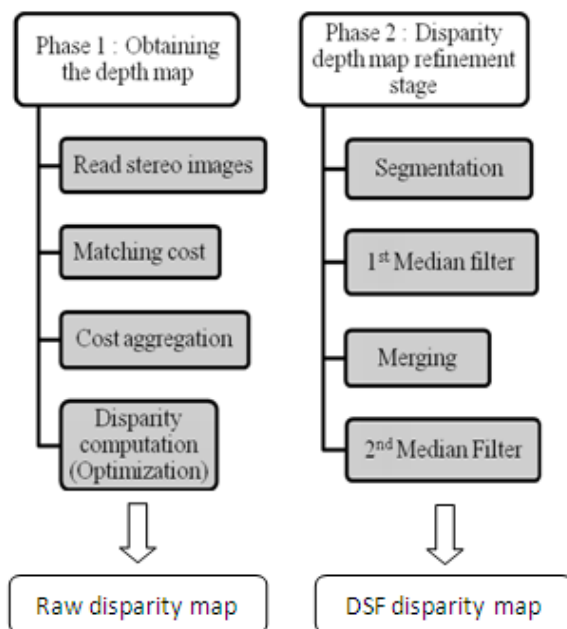 Phase 1 : Obtaining
the depth map
Read stereo images
Matching cost
Cost aggregation
Disparity
computation
(Optimization)
Raw disparity map
Phase 2 : Disparity
depth map refinement
stage
Segmentation
1st Median filter
Merging
2nd Median Filter
DSF disparity map